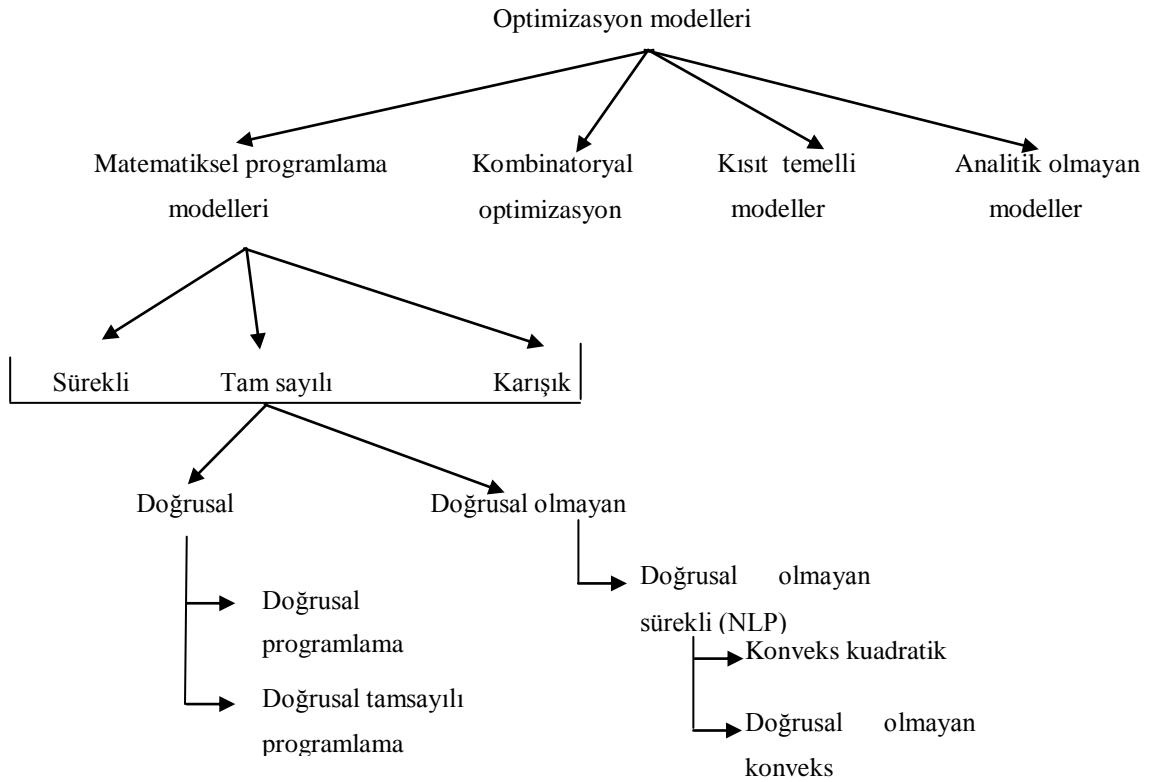 Optimizasyon modelleri
Matematiksel programlama
modelleri
Kombinatoryal
optimizasyon
Kısıt temelli
modeller
Analitik olmayan
modeller
Sürekli
Tam sayılı
Karışık
Doğrusal
Doğrusal olmayan
Doğrusal
programlama
Doğrusal tamsayılı
programlama
Doğrusal olmayan
sürekli (NLP)
Konveks kuadratik
Doğrusal olmayan
konveks